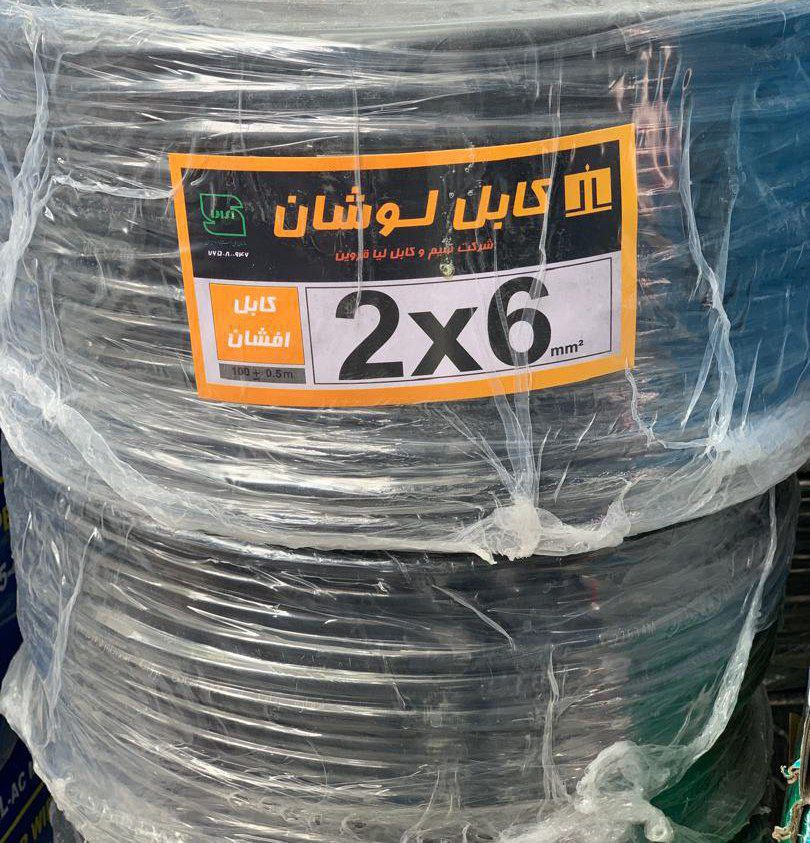 کابل لوشان
شرکت سیم و کابل لیا قزوین
کابل
افشان
100 ± 0.5m
2x6 mm²